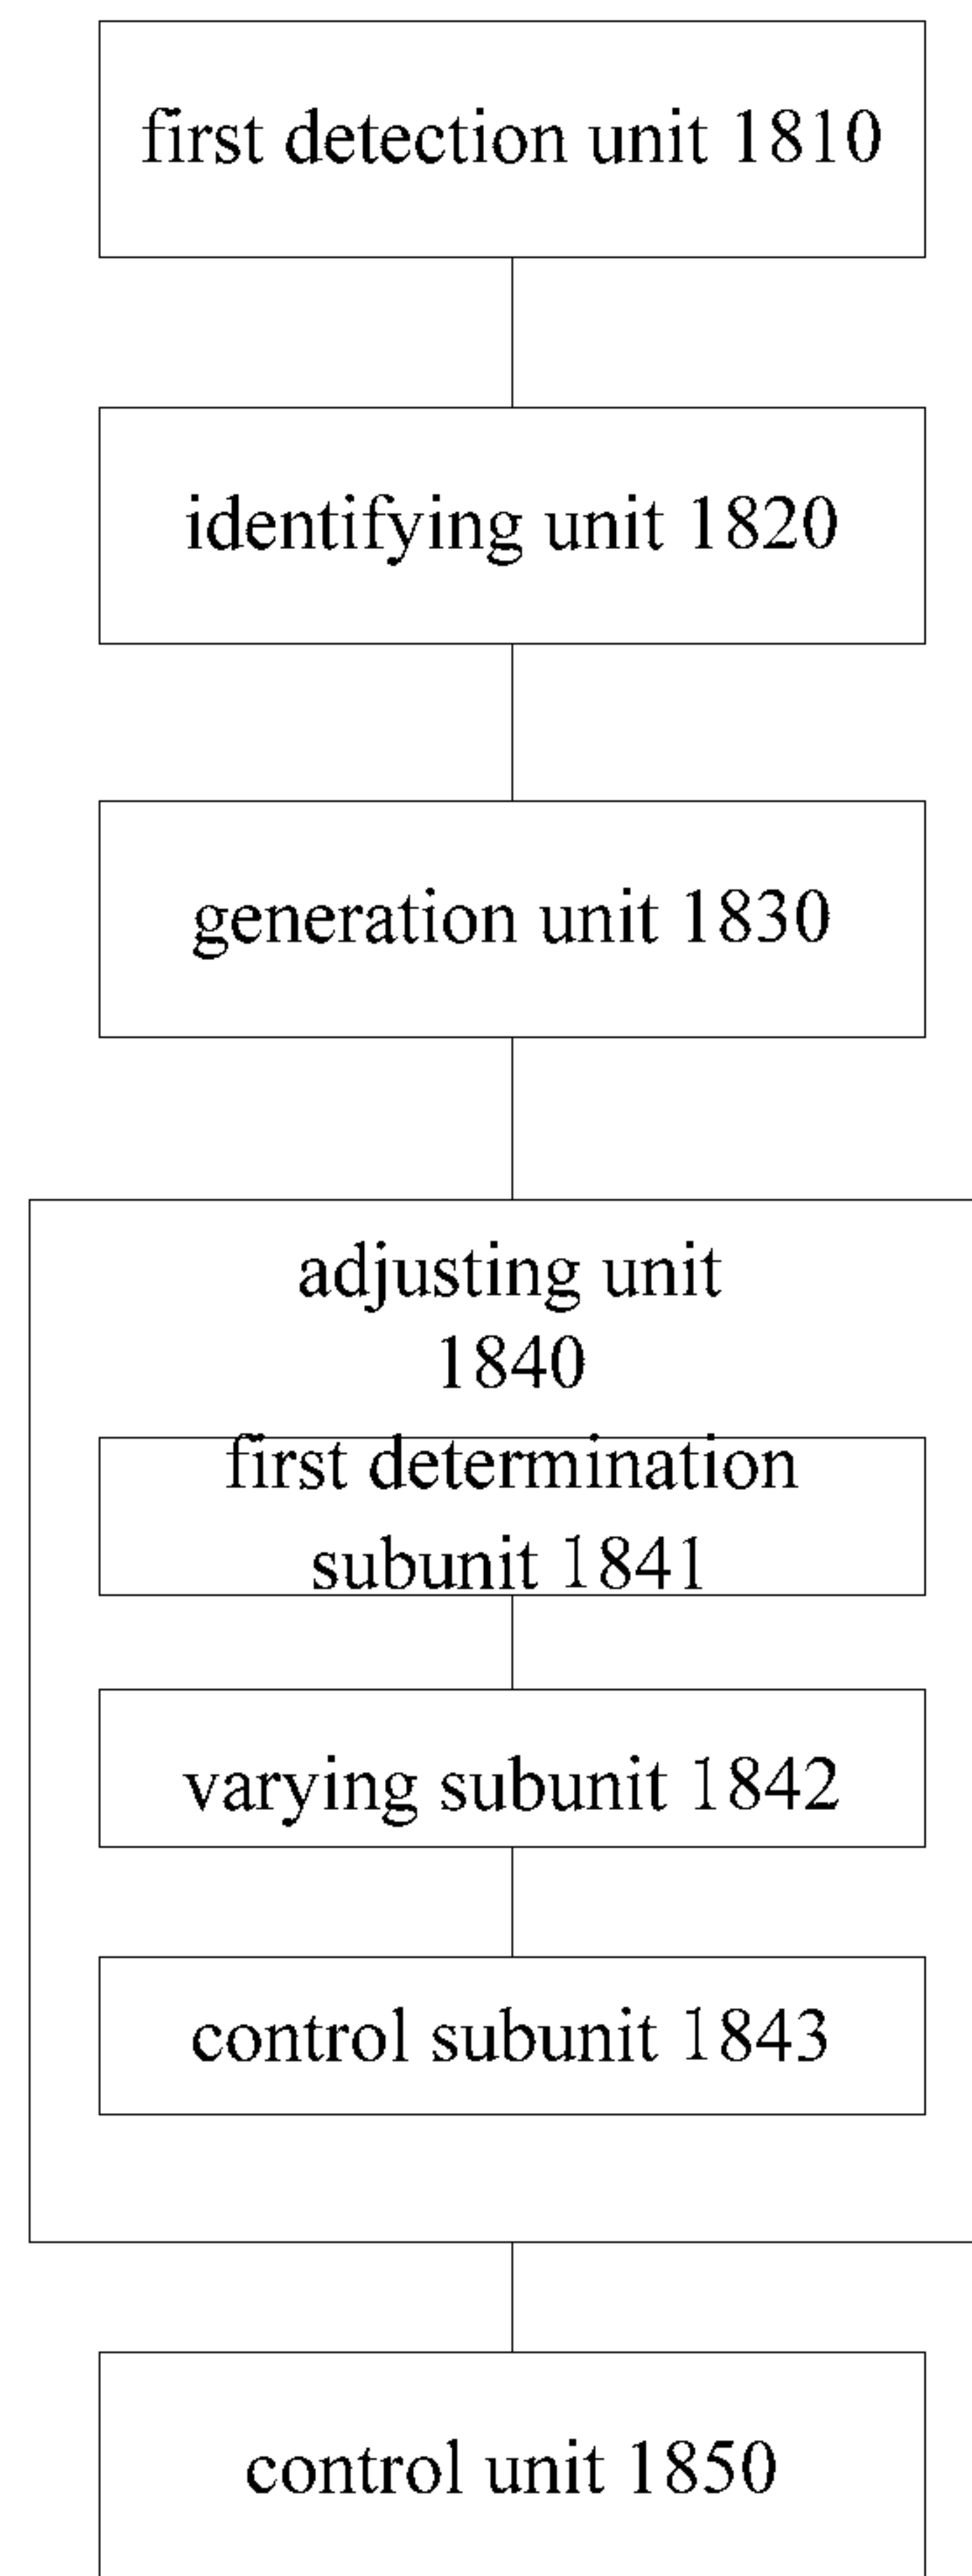 first detection unit 1810
identifying unit 1820
generation unit 1830
adjusting unit
1840
first determination
subunit 1841
varying subunit 1842
control subunit 1843
control unit 1850